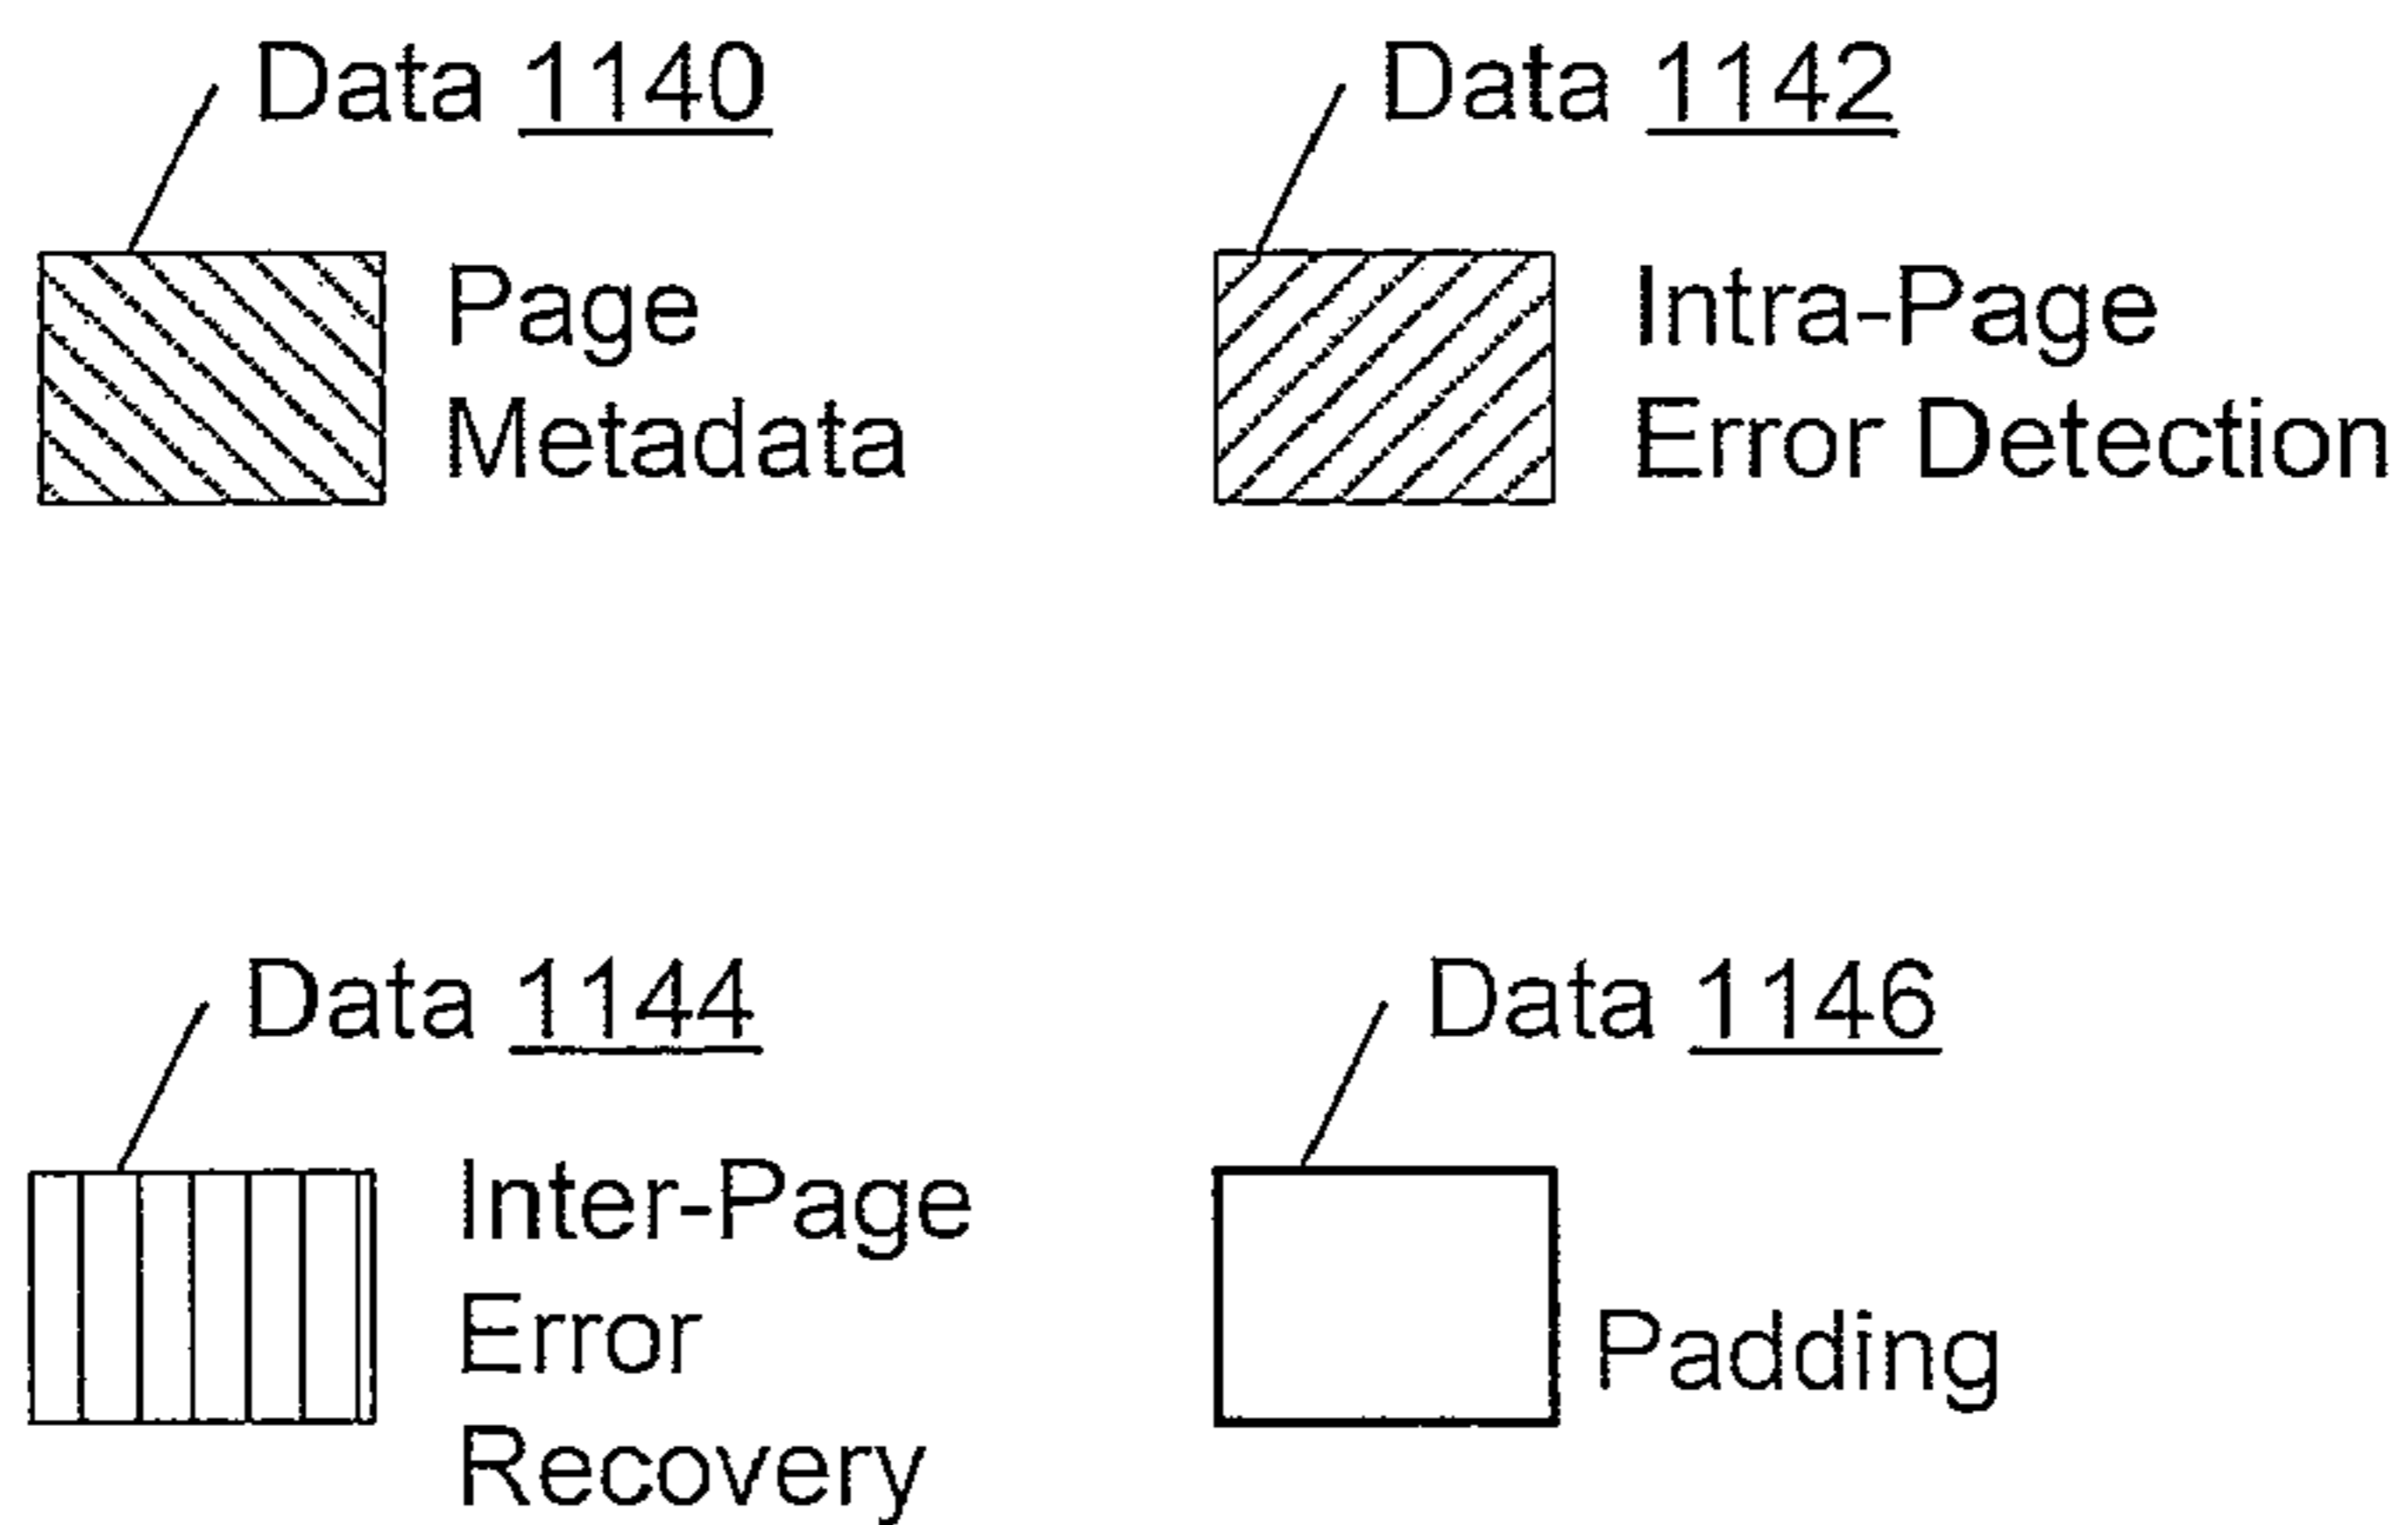 Data 1140
Page
Metadata
Data 1142
Intra-Page
Error Detection
Data 1144
Inter-Page
Error
Recovery
Data 1146
Padding